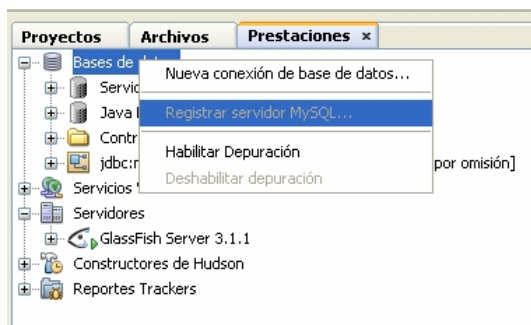 Proyectos Archivos Prestaciones x
Bases de
Nueva conexión de base de datos...
Servic
Java
Registrar servidor MySQL...
Contr
Habilitar Depuración
jdbc:r por omisión]
Deshabilitar depuración
Servicios
Servidores
GlassFish Server 3.1.1
Constructores de Hudson
Reportes Trackers